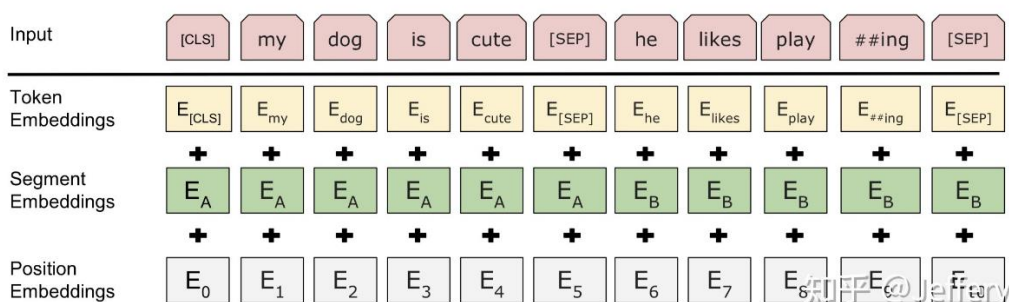 Input [CLS] my dog is cute [SEP] he likes play ##ing [SEP]
Token
Embeddings
E[CLS] Emy Edog Eis Ecute E[SEP] Ehe Elikes Eplay E##ing E[SEP]
+ + + + + + + + + + +
Segment
Embeddings
EA EA EA EA EA EA EB EB EB EB EB
+ + + + + + + + + + +
Position
Embeddings
E0 E1 E2 E3 E4 E5 E6 E7 E8 E9 E10
知乎 @Jeffery